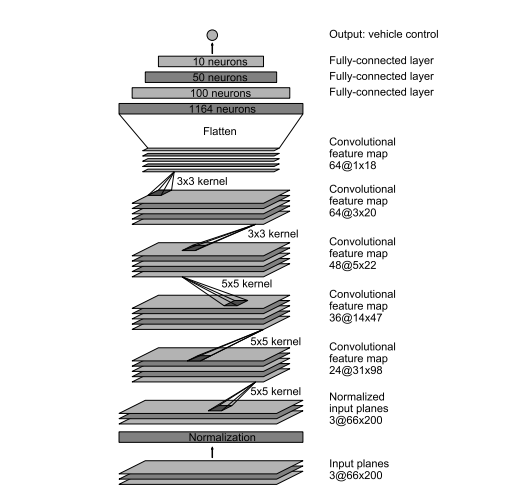 Output: vehicle control
10 neurons
Fully-connected layer
50 neurons
Fully-connected layer
100 neurons
Fully-connected layer
1164 neurons
Flatten
Convolutional
feature map
64@1x18
3x3 kernel
Convolutional
feature map
64@3x20
3x3 kernel
Convolutional
feature map
48@5x22
5x5 kernel
Convolutional
feature map
36@14x47
5x5 kernel
Convolutional
feature map
24@31x98
5x5 kernel
Normalized
input planes
3@66x200
Normalization
Input planes
3@66x200